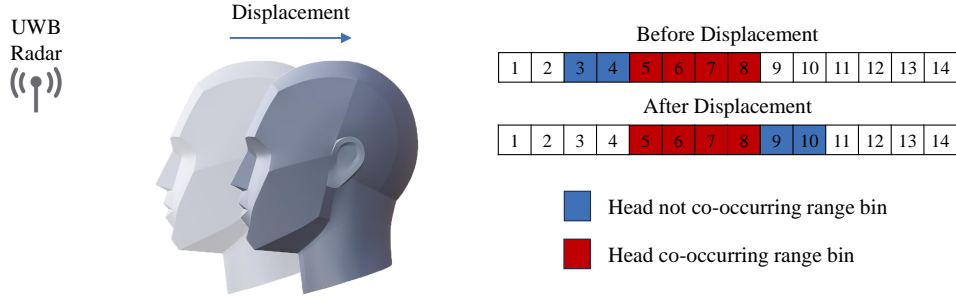 UWB
Radar
Displacement
Before Displacement
1 2 3 4 5 6 7 8 9 10 11 12 13 14
After Displacement
1 2 3 4 5 6 7 8 9 10 11 12 13 14
Head not co-occurring range bin
Head co-occurring range bin